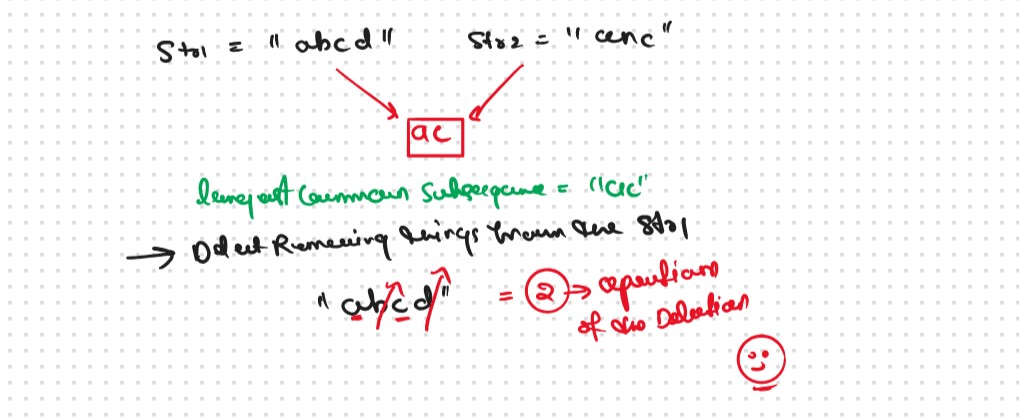 Str1 = "abcd" Str2 = "anc"
ac
longest Common Subsequence = "ac"
→ Delet Remaining things from the Str1
"abcd" = 2 → operations
of the Deletion